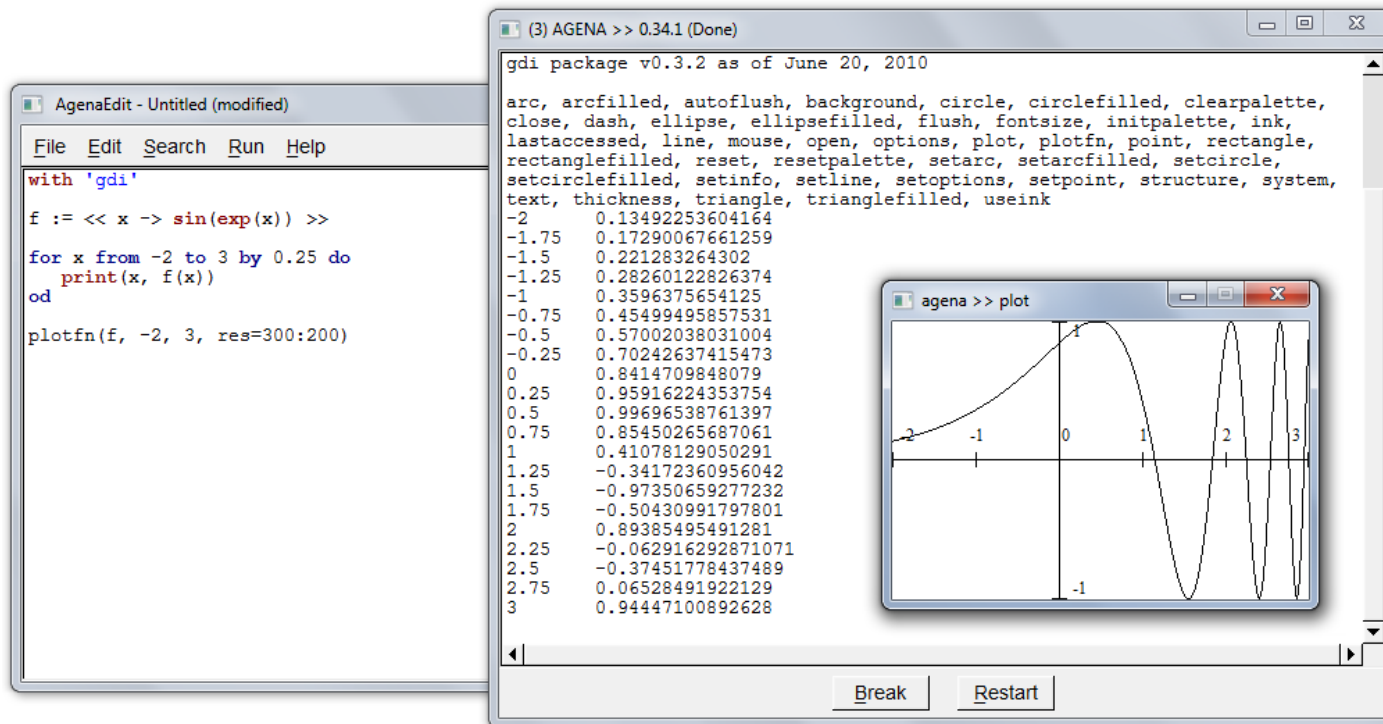 AgenaEdit - Untitled (modified)
File Edit Search Run Help
with 'gdi'
f := << x -> sin(exp(x)) >>
for x from -2 to 3 by 0.25 do
print(x, f(x))
od
plotfn(f, -2, 3, res=300:200)
(3) AGENA >> 0.34.1 (Done)
gdi package v0.3.2 as of June 20, 2010
arc, arcfilled, autoflush, background, circle, circlefilled, clearpalette,
close, dash, ellipse, ellipsefilled, flush, fontsize, initpalette, ink,
lastaccessed, line, mouse, open, options, plot, plotfn, point, rectangle,
rectanglefilled, reset, resetpalette, setarc, setarcfilled, setcircle,
setcirclefilled, setinfo, setline, setoptions, setpoint, structure, system,
text, thickness, triangle, trianglefilled, useink
-2 0.13492253604164
-1.75 0.17290067661259
-1.5 0.221283264302
-1.25 0.28260122826374
-1 0.3596375654125
-0.75 0.45499495857531
-0.5 0.57002038031004
-0.25 0.70242637415473
0 0.8414709848079
0.25 0.95916224353754
0.5 0.99696538761397
0.75 0.85450265687061
1 0.41078129050291
1.25 -0.34172360956042
1.5 -0.97350659277232
1.75 -0.50430991797801
2 0.89385495491281
2.25 -0.062916292871071
2.5 -0.37451778437489
2.75 0.06528491922129
3 0.94447100892628
agena >> plot
1
-2 -1 0 1 2 3
-1
Break Restart